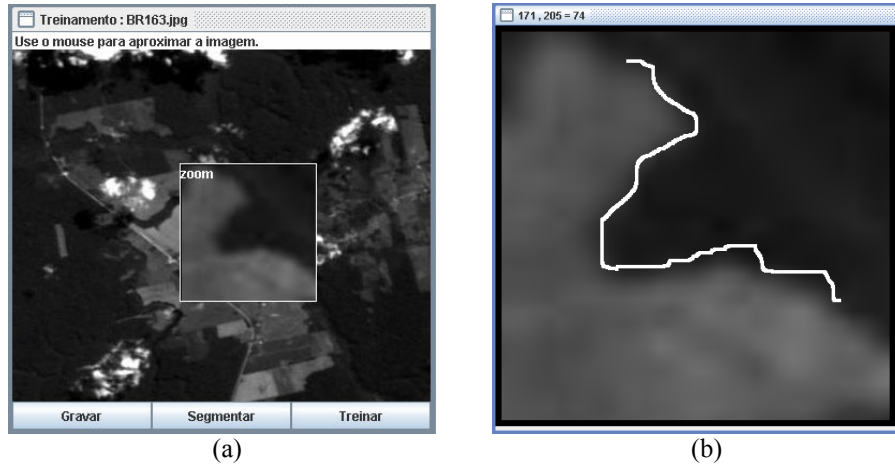 Treinamento : BR163.jpg
Use o mouse para aproximar a imagem.
zoom
Gravar Segmentar Treinar
(a)
171 , 205 = 74
(b)